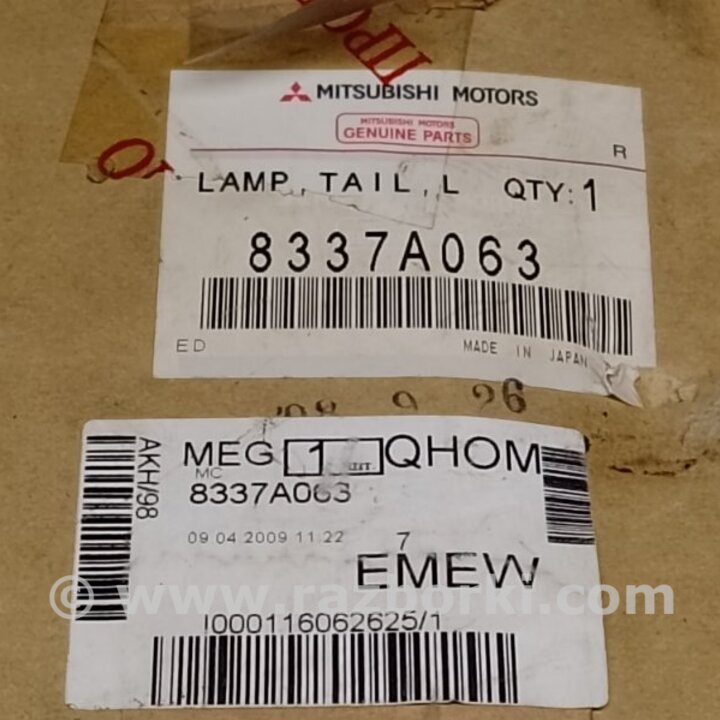 MITSUBISHI MOTORS
MITSUBISHI MOTORS
GENUINE PARTS
R
LAMP, TAIL, L QTY: 1
8337A063
ED MADE IN JAPAN
9 26
AKH/98
MEG 1 шт. QHOM
MC
8337A063
09 04 2009 11.22 7
EMEW
© www.razborki.com
I000116062625/1